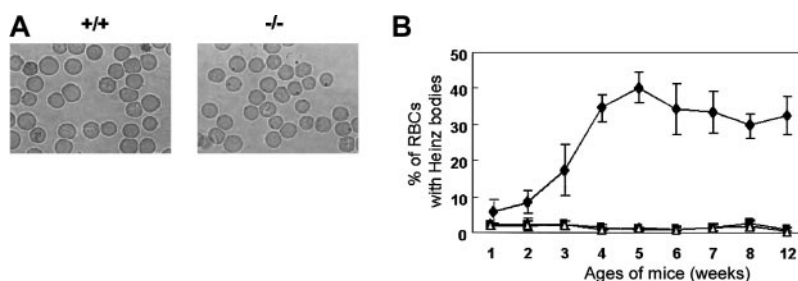 A
+/+
-/-
B
50
40
30
20
10
0
% of RBCs
with Heinz bodies
1 2 3 4 5 6 7 8 12
Ages of mice (weeks)